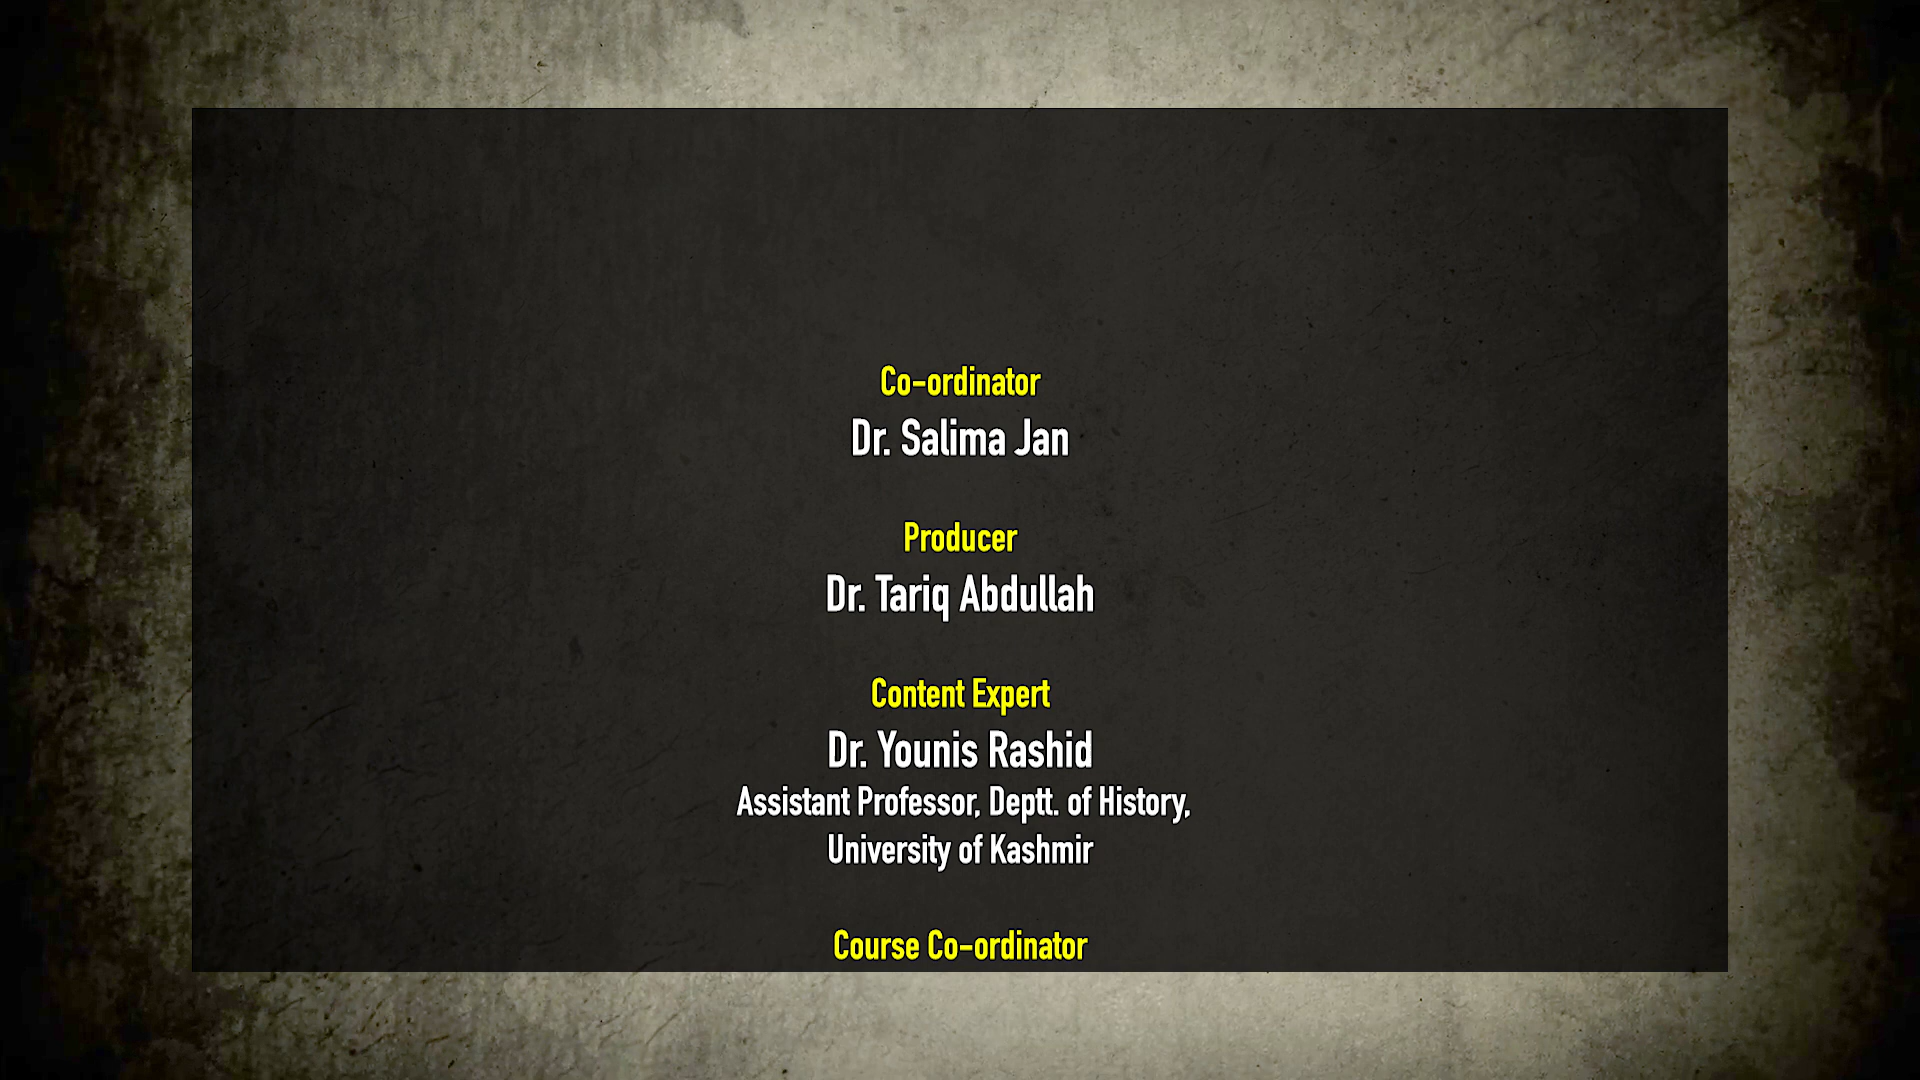 Co-ordinator
Dr. Salima Jan
Producer
Dr. Tariq Abdullah
Content Expert
Dr. Younis Rashid
Assistant Professor, Deptt. of History,
University of Kashmir
Course Co-ordinator